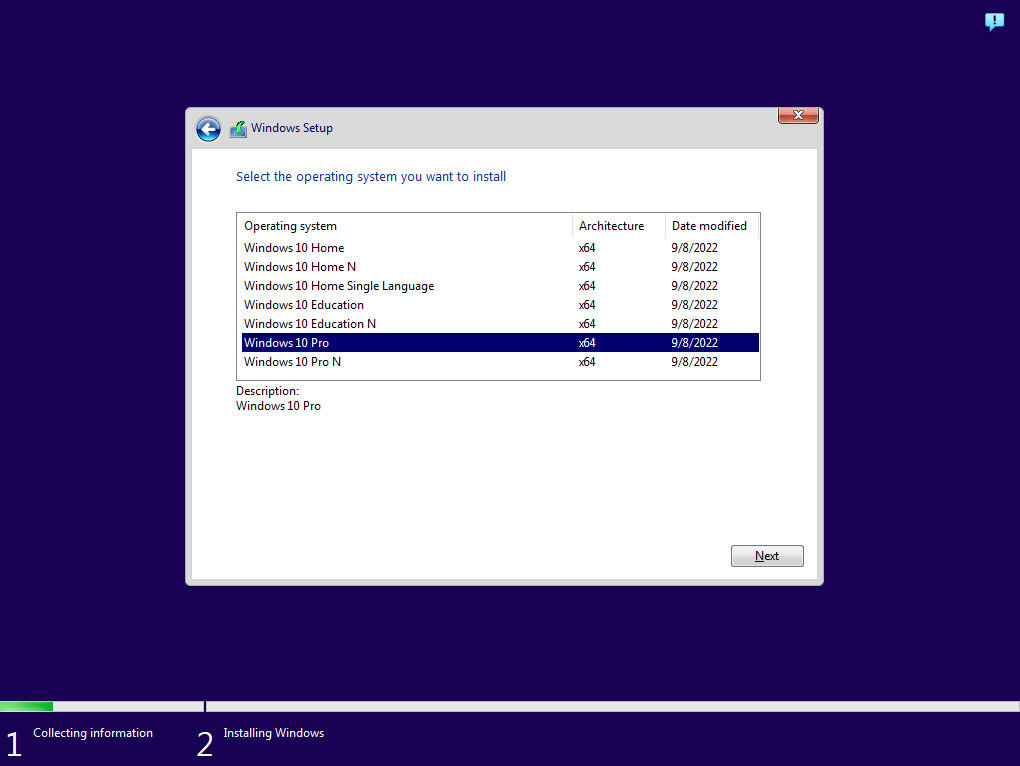 Windows Setup
Select the operating system you want to install
Operating system Architecture Date modified
Windows 10 Home x64 9/8/2022
Windows 10 Home N x64 9/8/2022
Windows 10 Home Single Language x64 9/8/2022
Windows 10 Education x64 9/8/2022
Windows 10 Education N x64 9/8/2022
Windows 10 Pro x64 9/8/2022
Windows 10 Pro N x64 9/8/2022
Description:
Windows 10 Pro
Next
1 Collecting information 2 Installing Windows